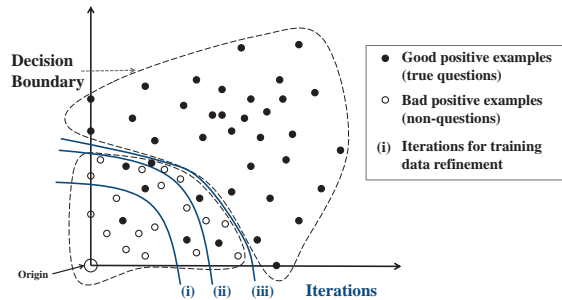 Decision
Boundary
Good positive examples
(true questions)
Bad positive examples
(non-questions)
(i) Iterations for training
data refinement
Origin
(i) (ii) (iii) Iterations